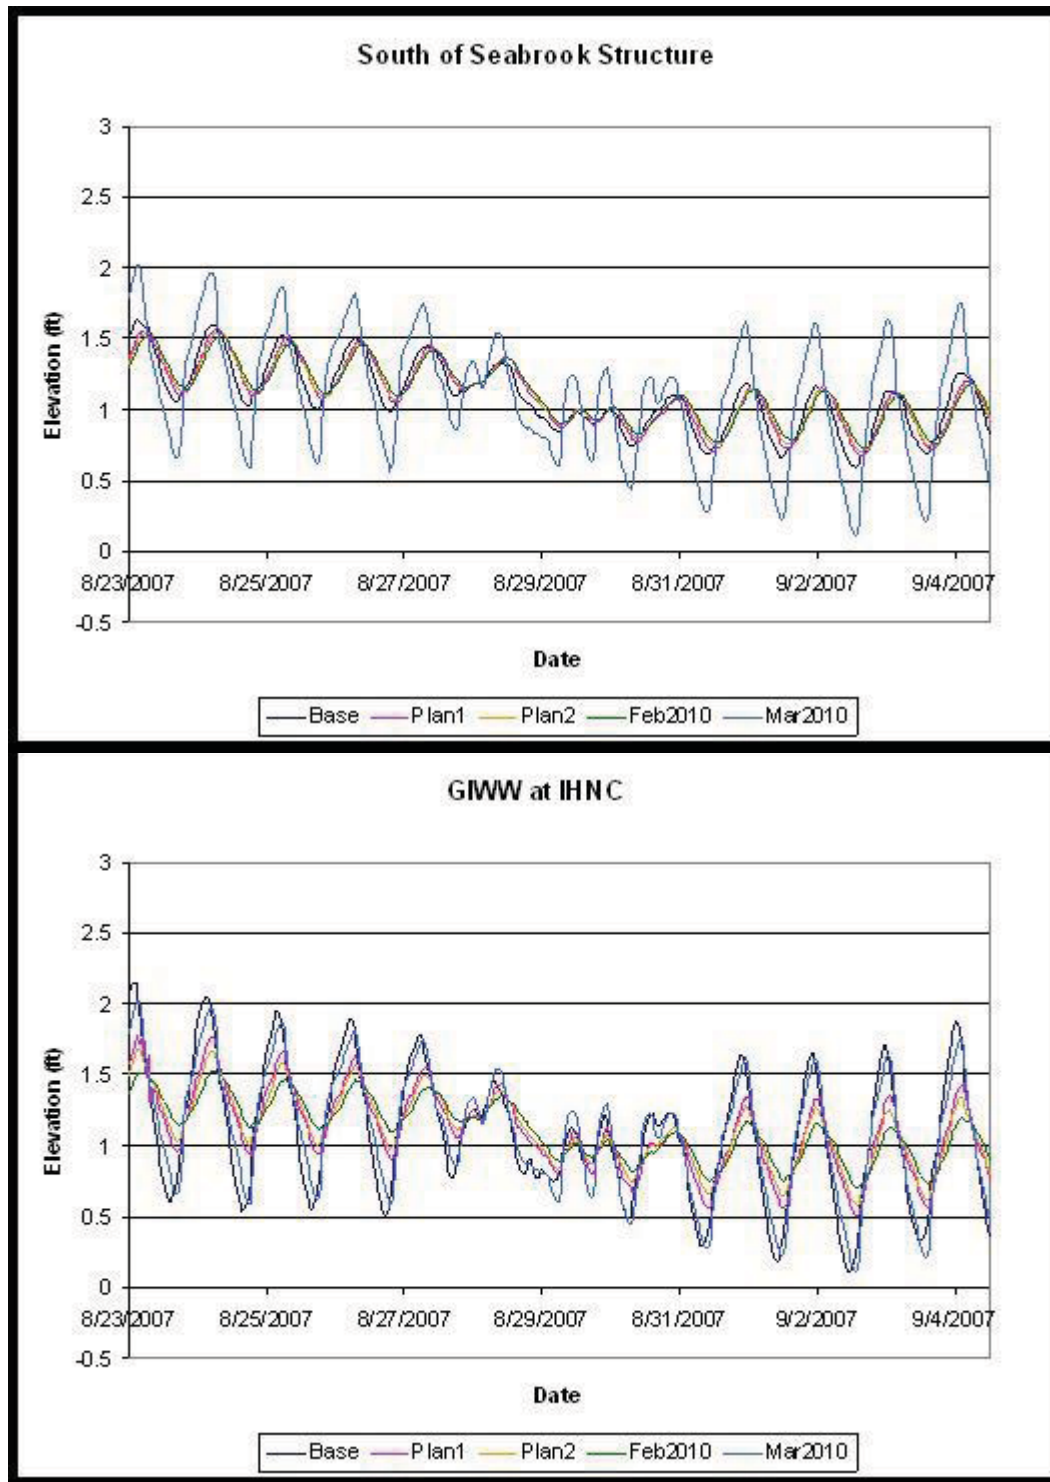 South of Seabrook Structure
3
2.5
2
1.5
1
0.5
0
-0.5
Elevation (ft)
8/23/2007 8/25/2007 8/27/2007 8/29/2007 8/31/2007 9/2/2007 9/4/2007
Date
Base Plan1 Plan2 Feb2010 Mar2010
GIWW at IHNC
3
2.5
2
1.5
1
0.5
0
-0.5
Elevation (ft)
8/23/2007 8/25/2007 8/27/2007 8/29/2007 8/31/2007 9/2/2007 9/4/2007
Date
Base Plan1 Plan2 Feb2010 Mar2010